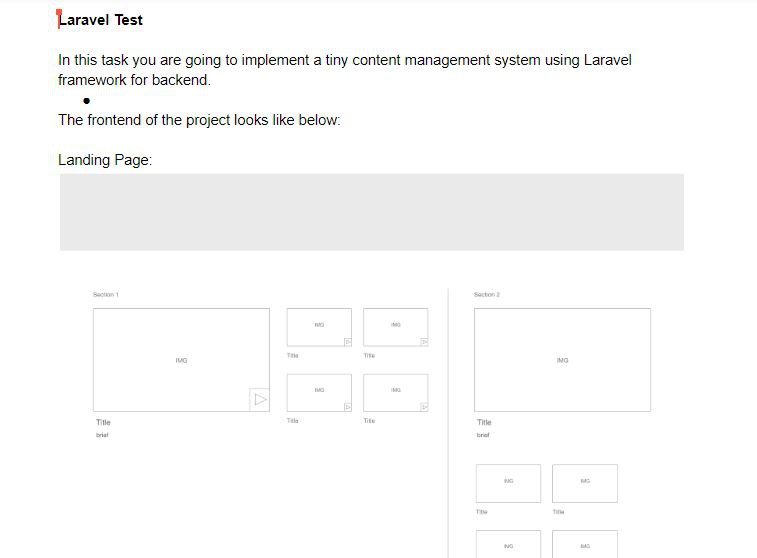 Laravel Test
In this task you are going to implement a tiny content management system using Laravel
framework for backend.
•
The frontend of the project looks like below:
Landing Page:
Section 1
Section 2
IMG
IMG
IMG
IMG
Title
Title
IMG
IMG
Title
brief
Title
Title
Title
brief
IMG
IMG
Title
Title
IMG
IMG